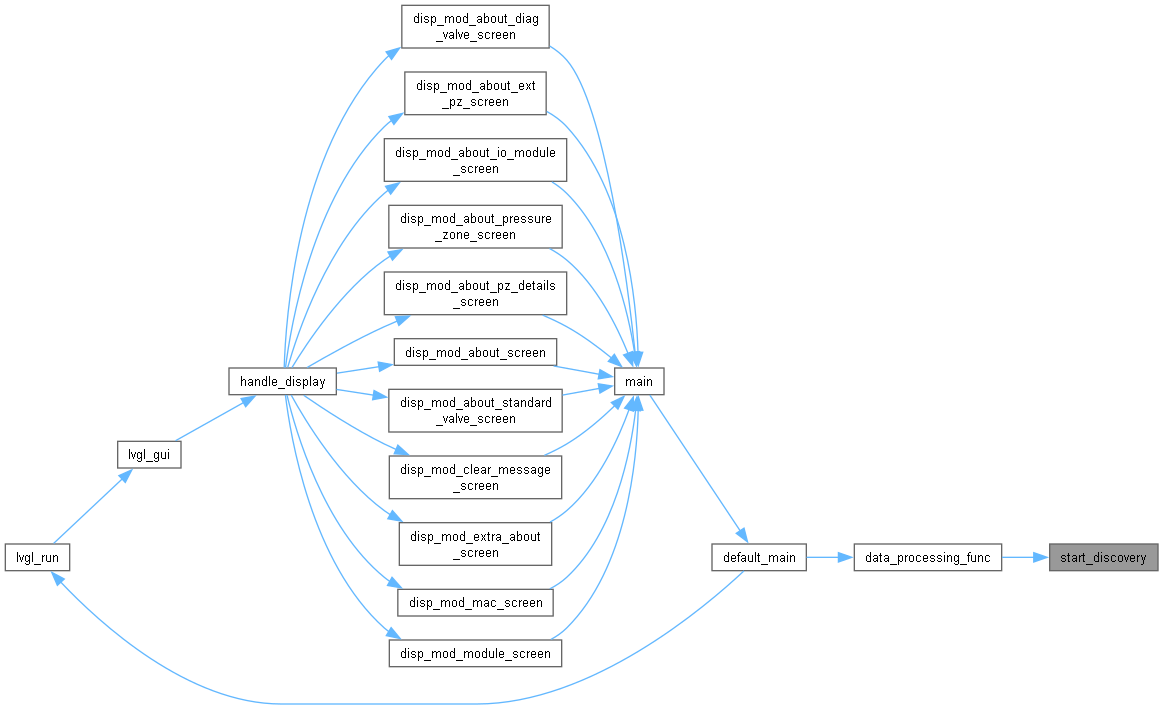 disp_mod_about_diag
_valve_screen
disp_mod_about_ext
_pz_screen
disp_mod_about_io_module
_screen
disp_mod_about_pressure
_zone_screen
disp_mod_about_pz_details
_screen
disp_mod_about_screen
handle_display
main
disp_mod_about_standard
_valve_screen
lvgl_gui
disp_mod_clear_message
_screen
disp_mod_extra_about
_screen
lvgl_run
default_main
data_processing_func
start_discovery
disp_mod_mac_screen
disp_mod_module_screen